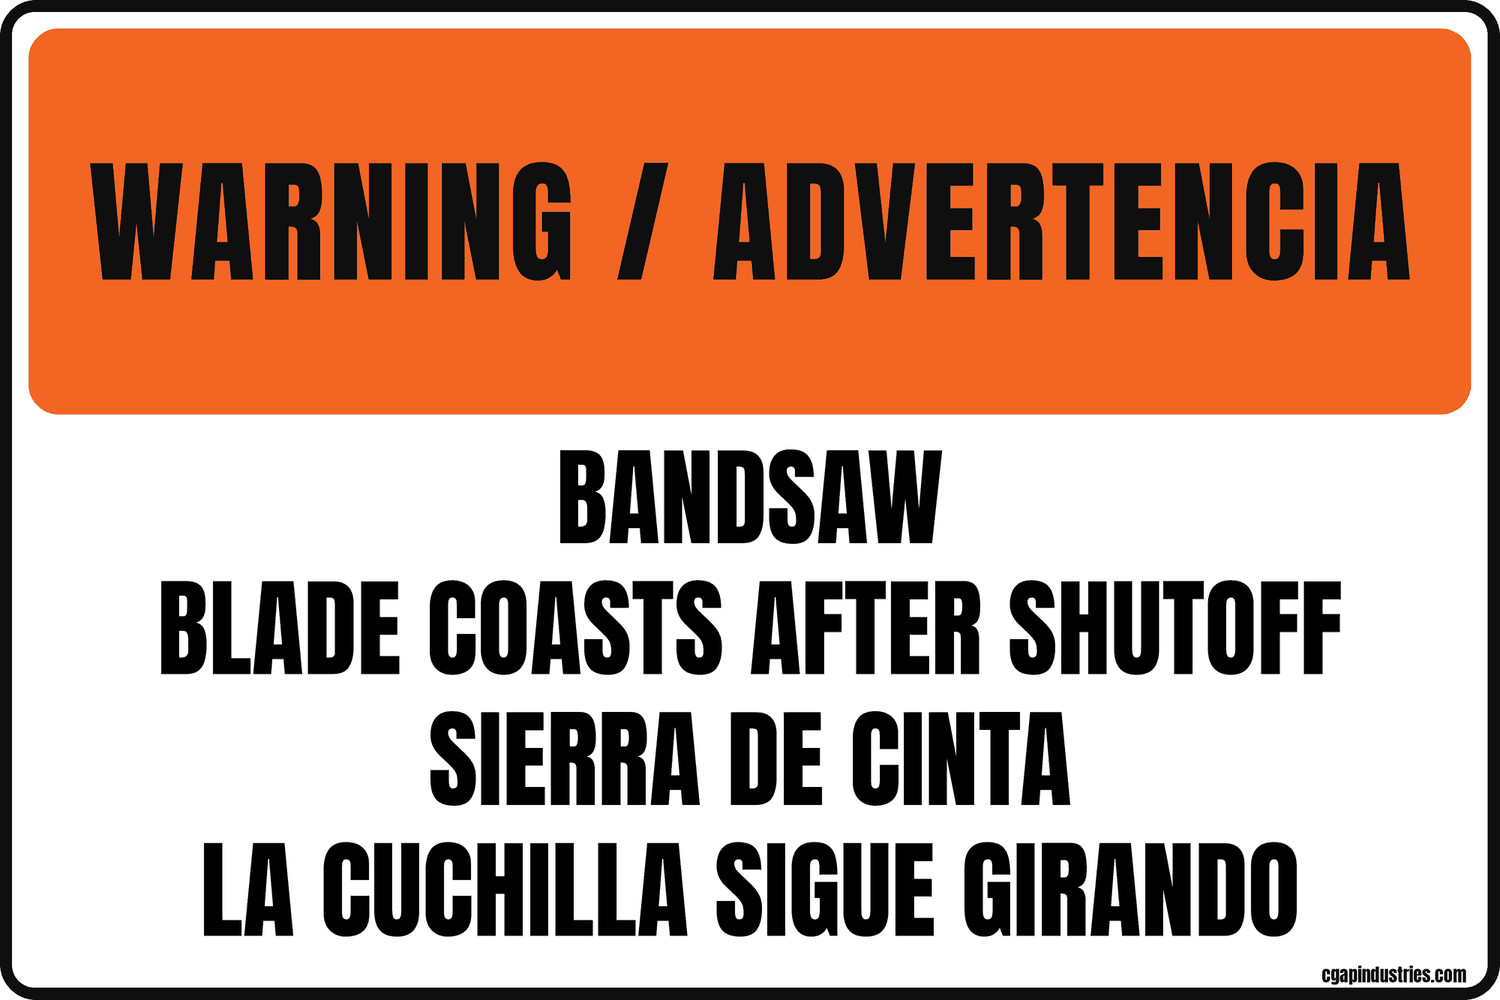 WARNING / ADVERTENCIA
BANDSAW
BLADE COASTS AFTER SHUTOFF
SIERRA DE CINTA
LA CUCHILLA SIGUE GIRANDO
cgapindustries.com